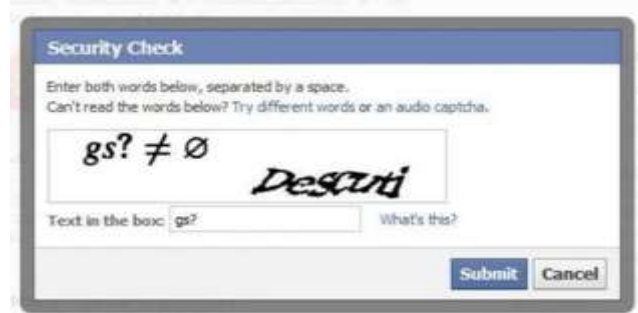 Security Check
Enter both words below, separated by a space.
Can't read the words below? Try different words or an audio captcha.
gs? ≠ ∅
Descuti
Text in the box: gs? What's this?
Submit Cancel